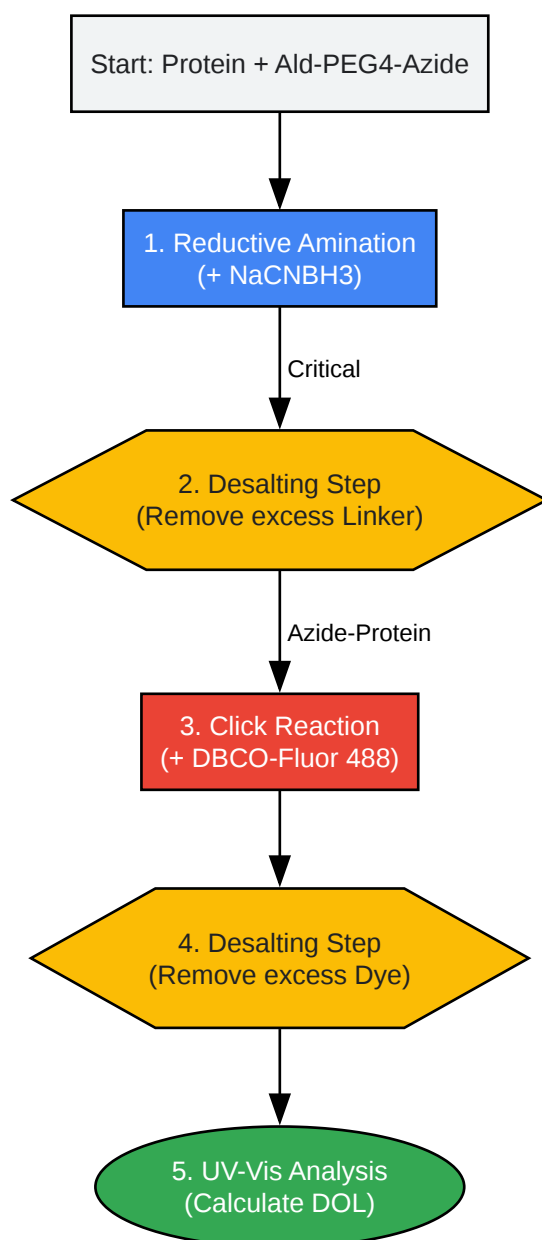 Start: Protein + Ald-PEG4-Azide
1. Reductive Amination
(+ NaCNBH3)
Critical
2. Desalting Step
(Remove excess Linker)
Azide-Protein
3. Click Reaction
(+ DBCO-Fluor 488)
4. Desalting Step
(Remove excess Dye)
5. UV-Vis Analysis
(Calculate DOL)